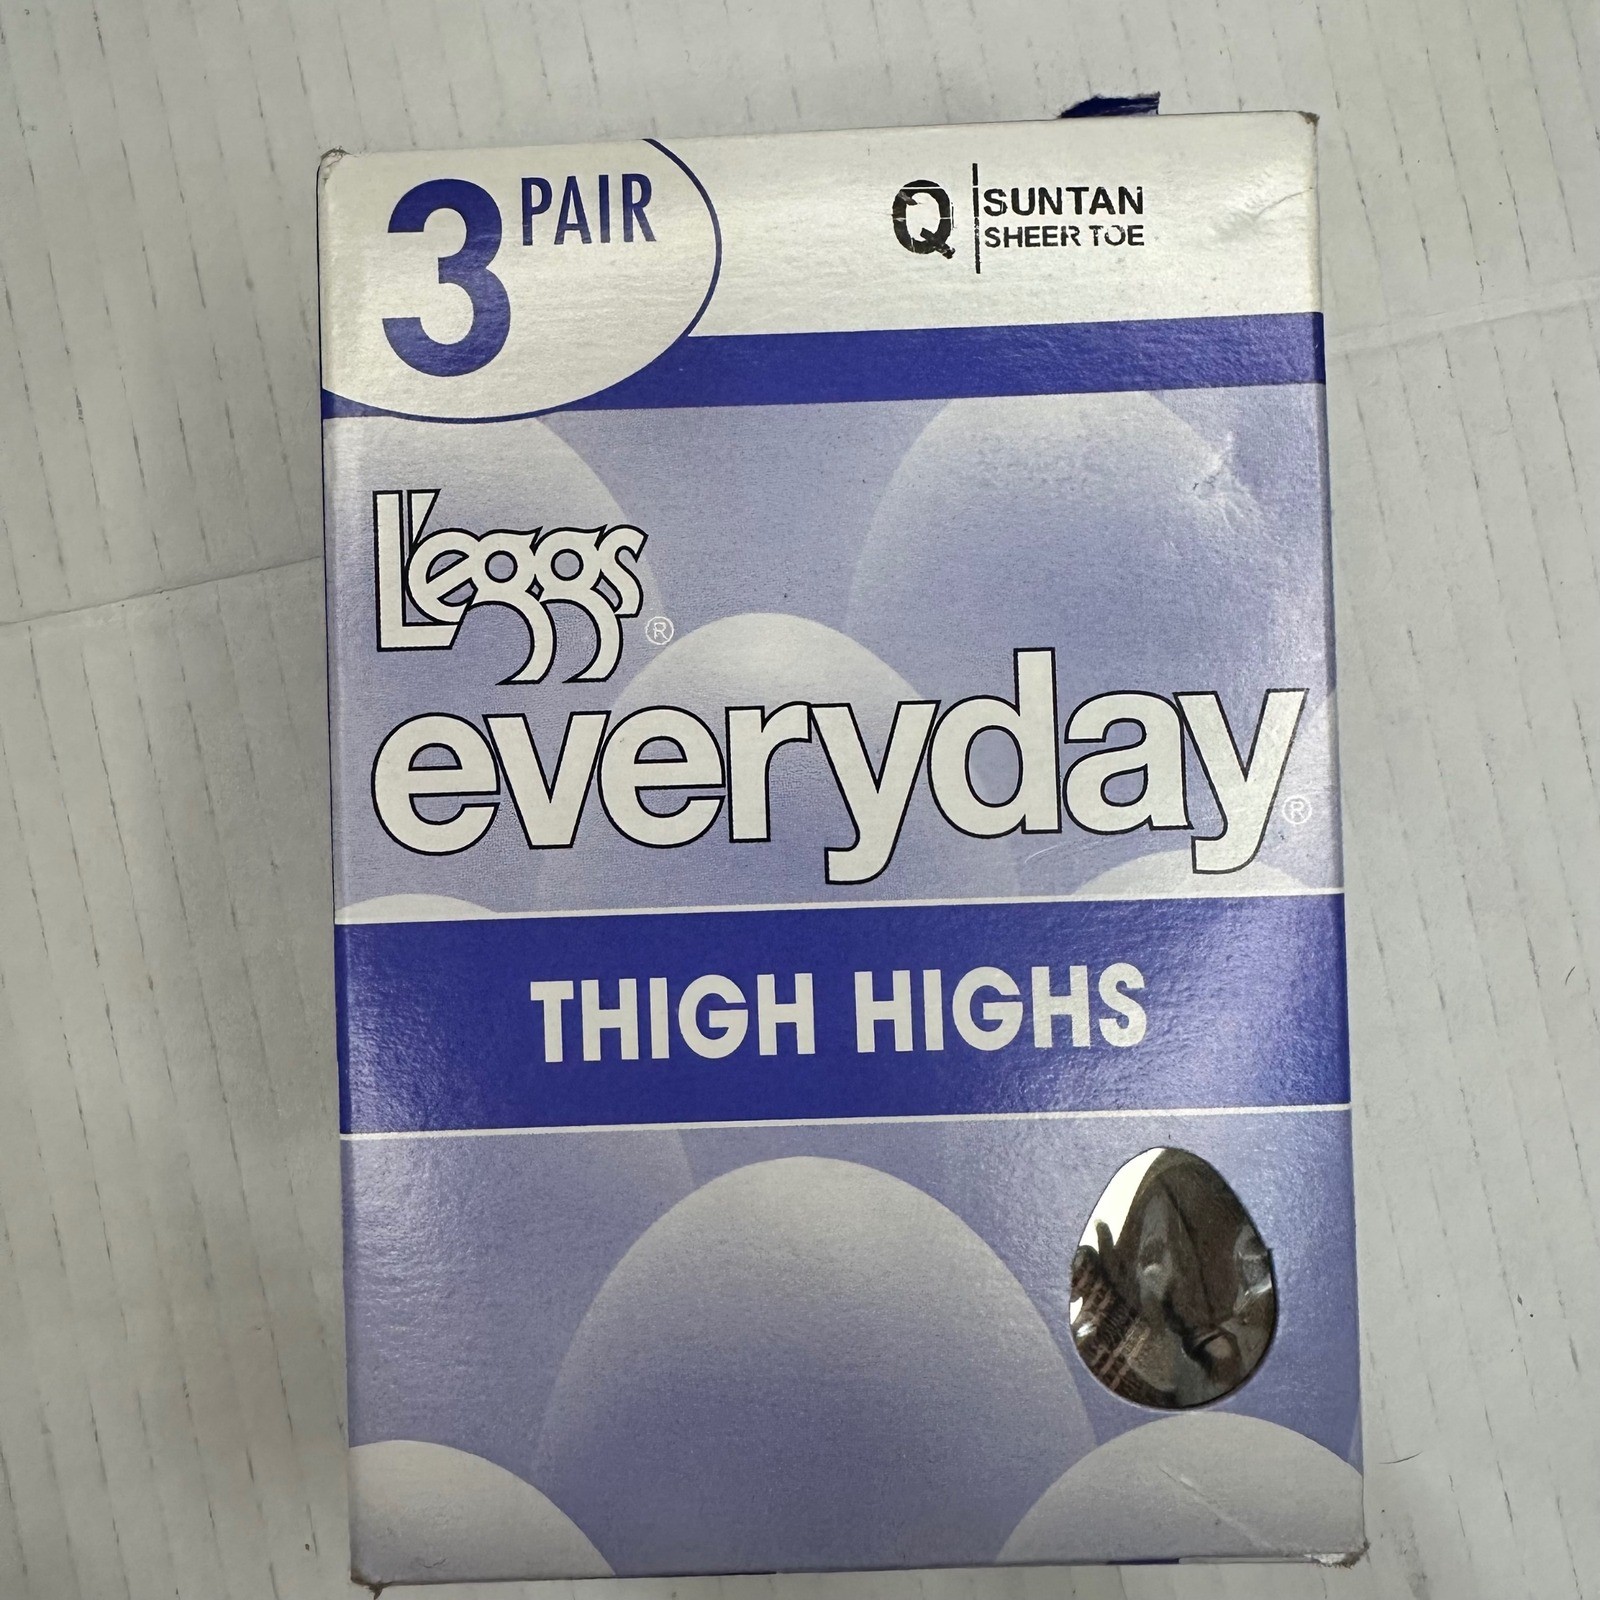 3 PAIR
Q SUNTAN
SHEER TOE
L'eggs®
everyday®
THIGH HIGHS